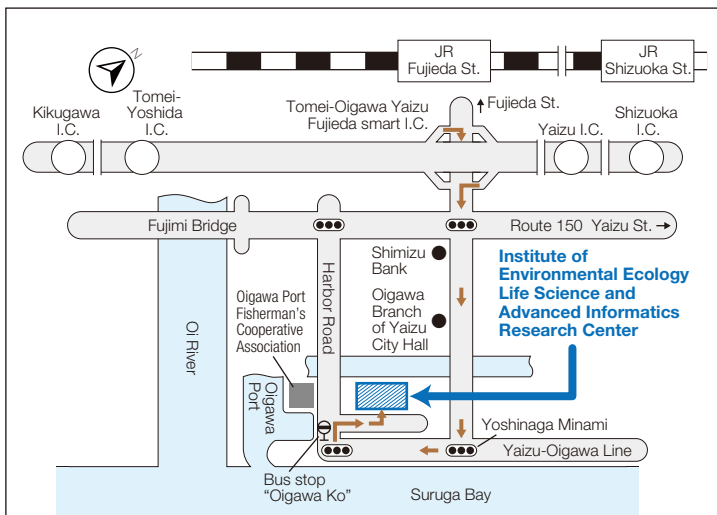 N
JR
Fujieda St.
JR
Shizuoka St.
Kikugawa
I.C.
Tomei-
Yoshida
I.C.
Tomei-Oigawa Yaizu
Fujieda smart I.C.
↑Fujieda St.
Yaizu I.C.
Shizuoka
I.C.
Fujimi Bridge
Route 150 Yaizu St.→
Oi River
Harbor Road
Shimizu
Bank
Oigawa
Branch
of Yaizu
City Hall
Institute of
Environmental Ecology
Life Science and
Advanced Informatics
Research Center
Oigawa Port
Fisherman's
Cooperative
Association
Oigawa
Port
Yoshinaga Minami
Yaizu-Oigawa Line
Bus stop
“Oigawa Ko”
Suruga Bay